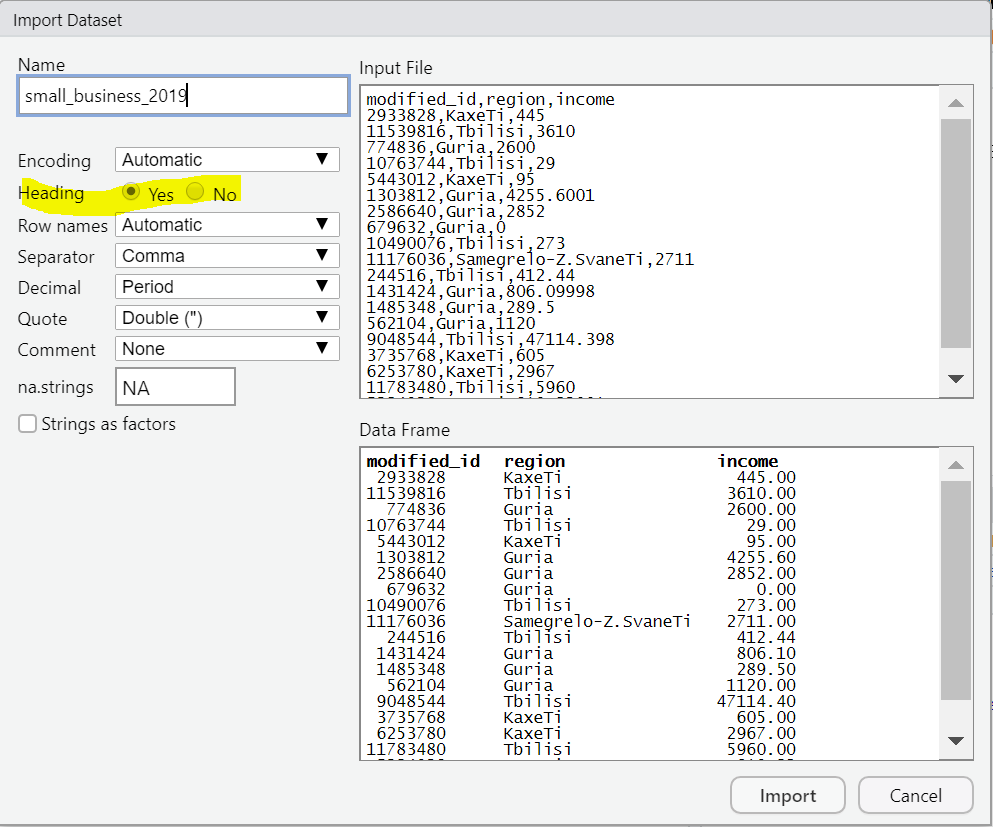 Import Dataset
Name
small_business_2019
Encoding Automatic
Heading Yes No
Row names Automatic
Separator Comma
Decimal Period
Quote Double (")
Comment None
na.strings NA
Strings as factors
Input File
modified_id,region,income
2933828,KaxeTi,445
11539816,Tbilisi,3610
774836,Guria,2600
10763744,Tbilisi,29
5443012,KaxeTi,95
1303812,Guria,4255.6001
2586640,Guria,2852
679632,Guria,0
10490076,Tbilisi,273
11176036,Samegrelo-Z.SvaneTi,2711
244516,Tbilisi,412.44
1431424,Guria,806.09998
1485348,Guria,289.5
562104,Guria,1120
9048544,Tbilisi,47114.398
3735768,KaxeTi,605
6253780,KaxeTi,2967
11783480,Tbilisi,5960
Data Frame
modified_id region income
2933828 KaxeTi 445.00
11539816 Tbilisi 3610.00
774836 Guria 2600.00
10763744 Tbilisi 29.00
5443012 KaxeTi 95.00
1303812 Guria 4255.60
2586640 Guria 2852.00
679632 Guria 0.00
10490076 Tbilisi 273.00
11176036 Samegrelo-Z.SvaneTi 2711.00
244516 Tbilisi 412.44
1431424 Guria 806.10
1485348 Guria 289.50
562104 Guria 1120.00
9048544 Tbilisi 47114.40
3735768 KaxeTi 605.00
6253780 KaxeTi 2967.00
11783480 Tbilisi 5960.00
Import Cancel